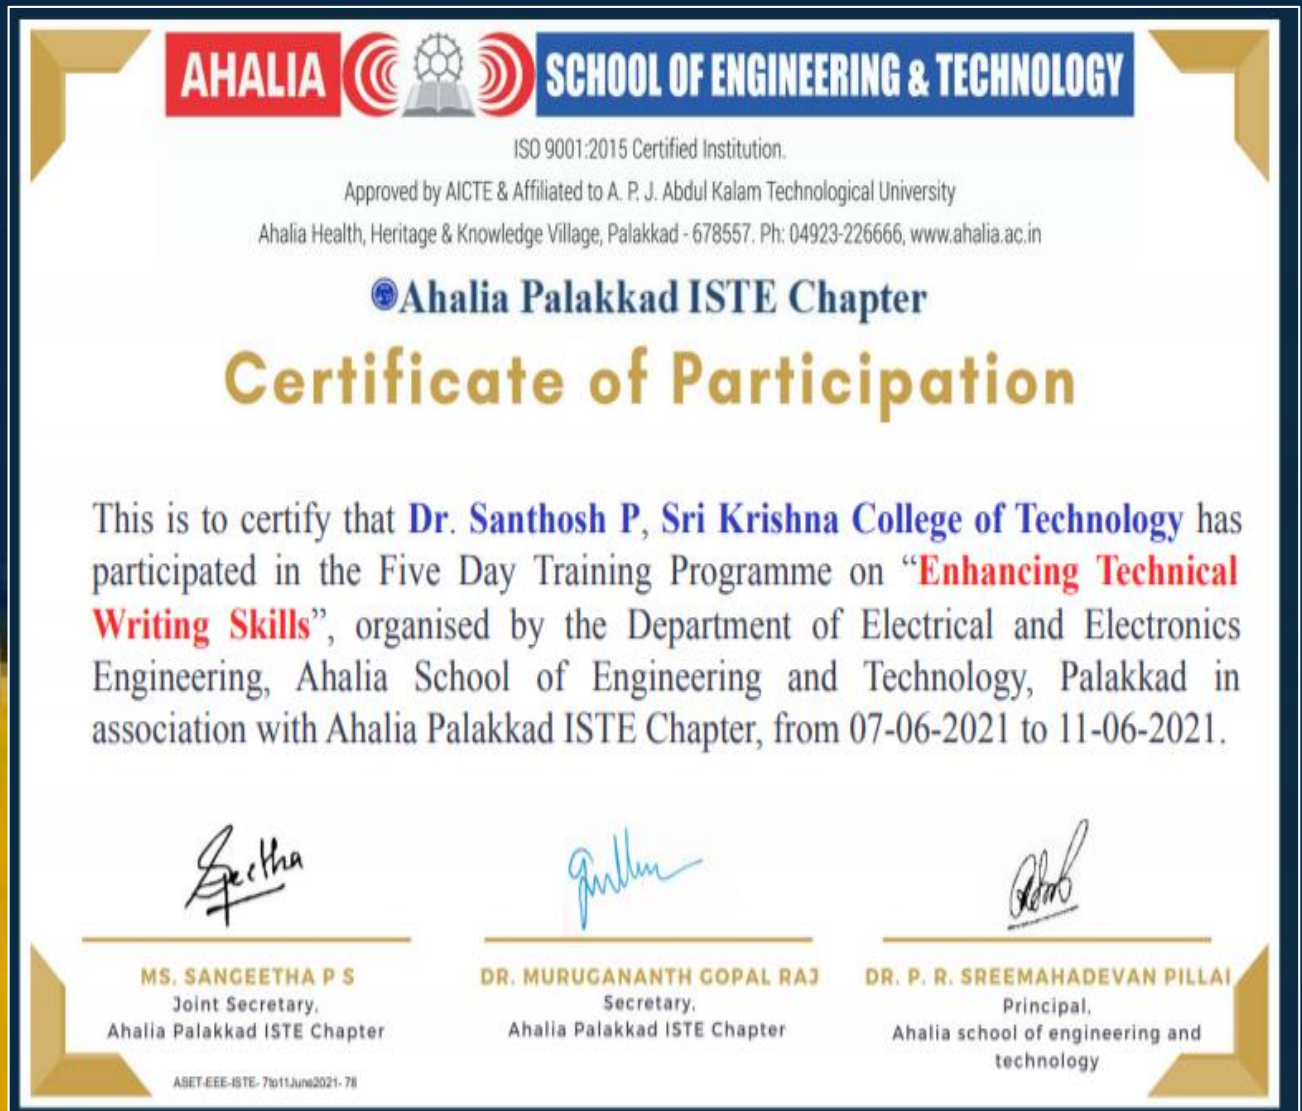 AHALIA SCHOOL OF ENGINEERING & TECHNOLOGY
ISO 9001:2015 Certified Institution.
Approved by AICTE & Affiliated to A. P. J. Abdul Kalam Technological University
Ahalia Health, Heritage & Knowledge Village, Palakkad - 678557. Ph: 04923-226666, www.ahalia.ac.in
Ahalia Palakkad ISTE Chapter
Certificate of Participation
This is to certify that Dr. Santhosh P, Sri Krishna College of Technology has
participated in the Five Day Training Programme on “Enhancing Technical
Writing Skills”, organised by the Department of Electrical and Electronics
Engineering, Ahalia School of Engineering and Technology, Palakkad in
association with Ahalia Palakkad ISTE Chapter, from 07-06-2021 to 11-06-2021.
MS. SANGEETHA P S
Joint Secretary,
Ahalia Palakkad ISTE Chapter
DR. MURUGANANTH GOPAL RAJ
Secretary,
Ahalia Palakkad ISTE Chapter
DR. P. R. SREEMAHADEVAN PILLAI
Principal,
Ahalia school of engineering and
technology
ASET-EEE-ISTE- 7to11June2021- 78